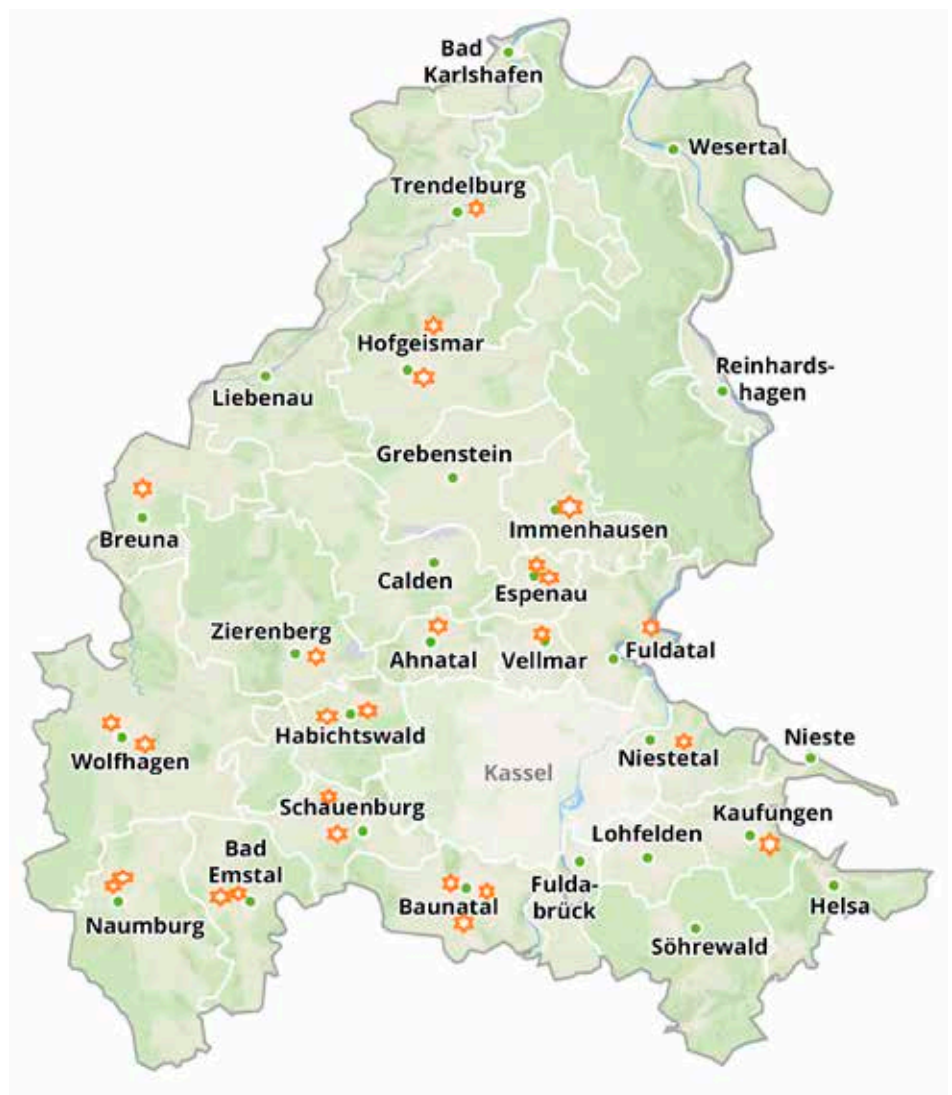 Bad
Karlshafen
Wesertal
Trendelburg
Hofgeismar
Reinhards-
hagen
Liebenau
Grebenstein
Immenhausen
Breuna
Calden
Espenau
Zierenberg
Ahnatal
Vellmar
Fuldatal
Habichtswald
Wolfhagen
Kassel
Niestetal
Nieste
Schauenburg
Kaufungen
Lohfelden
Bad
Emstal
Fulda-
brück
Baunatal
Helsa
Naumburg
Söhrewald